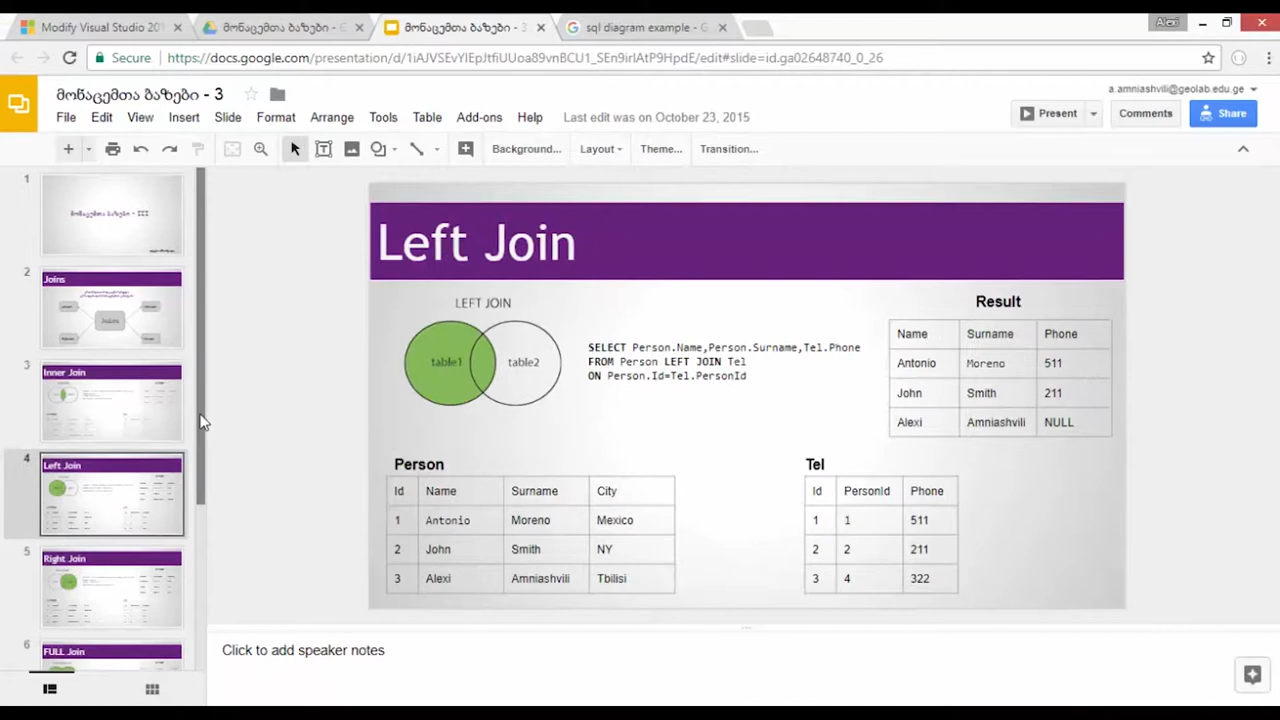 Modify Visual Studio 201
მონაცემთა ბაზები -
მონაცემთა ბაზები - 3
sql diagram example - G
Alexi
Secure
https://docs.google.com/presentation/d/1iAJVSEvYIEpJtfiUUoa89vnBCU1_SEn9irIAtP9HpdE/edit#slide=id.ga02648740_0_26
მონაცემთა ბაზები - 3
a.amniashvili@geolab.edu.ge
File Edit View Insert Format Arrange Tools Table Add-ons Help Last edit was on October 23, 2015
Present
Comments
Share
Background...
Layout
Theme...
Transition...
1
მონაცემთა ბაზები - III
2
Joins
3
Inner Join
4
Left Join
5
Right Join
6
FULL Join
Left Join
LEFT JOIN
table1
table2
SELECT Person.Name,Person.Surname,Tel.Phone
FROM Person LEFT JOIN Tel
ON Person.Id=Tel.PersonId
Result
Name Surname Phone
Antonio Moreno 511
John Smith 211
Alexi Amniashvili NULL
Person
Id Name Surname City
1 Antonio Moreno Mexico
2 John Smith NY
3 Alexi Amniashvili Tbilisi
Tel
Id PersonId Phone
1 1 511
2 2 211
3 4 322
Click to add speaker notes